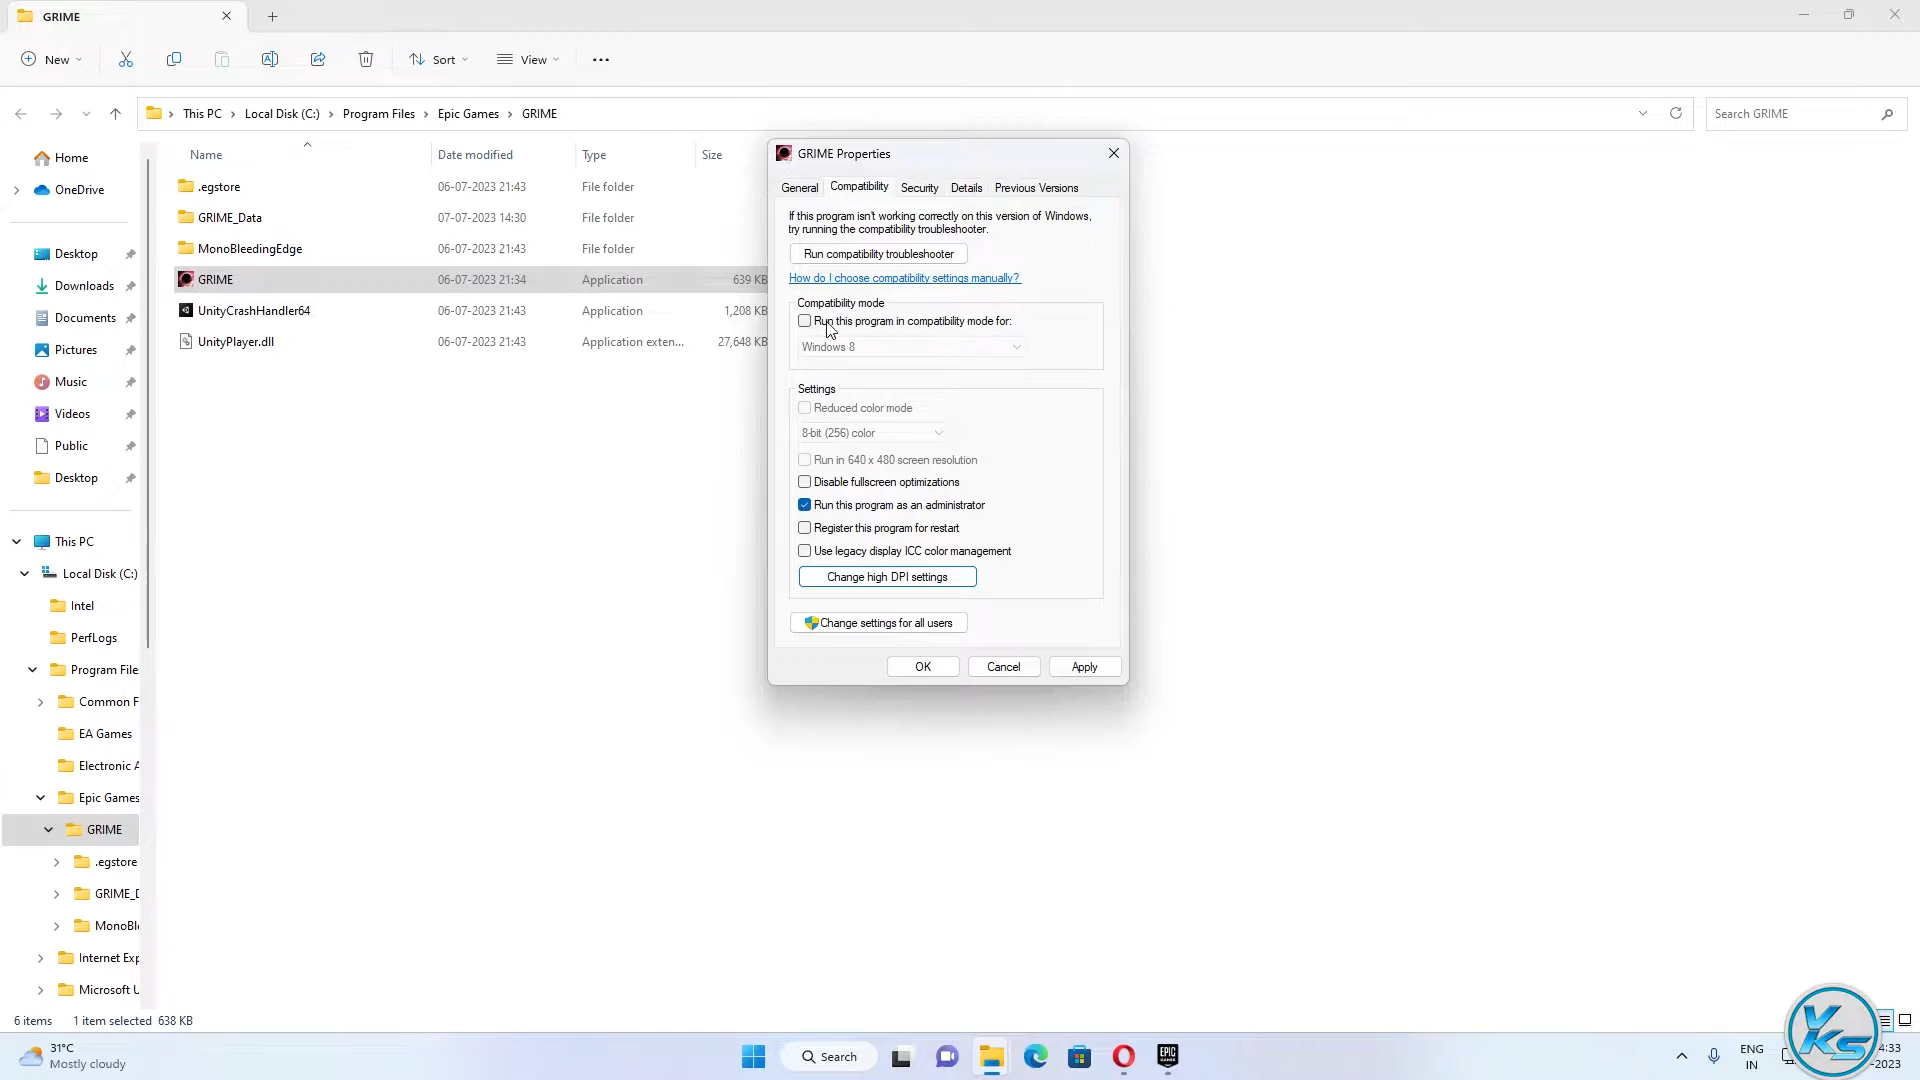 GRIME
New
Sort
View
This PC
Local Disk (C:)
Program Files
Epic Games
GRIME
Search GRIME
Name
Date modified
Type
Size
.egstore
06-07-2023 21:43
File folder
GRIME_Data
07-07-2023 14:30
File folder
MonoBleedingEdge
06-07-2023 21:43
File folder
GRIME
06-07-2023 21:34
Application
639 KB
UnityCrashHandler64
06-07-2023 21:43
Application
1,208 KB
UnityPlayer.dll
06-07-2023 21:43
Application exten...
27,648 KB
Home
OneDrive
Desktop
Downloads
Documents
Pictures
Music
Videos
Public
Desktop
This PC
Local Disk (C:)
Intel
PerfLogs
Program File
Common F
EA Games
Electronic A
Epic Games
GRIME
.egstore
GRIME_D
MonoBle
Internet Exp
Microsoft U
GRIME Properties
General
Compatibility
Security
Details
Previous Versions
If this program isn't working correctly on this version of Windows,
try running the compatibility troubleshooter.
Run compatibility troubleshooter
How do I choose compatibility settings manually?
Compatibility mode
Run this program in compatibility mode for:
Windows 8
Settings
Reduced color mode
8-bit (256) color
Run in 640 x 480 screen resolution
Disable fullscreen optimizations
Run this program as an administrator
Register this program for restart
Use legacy display ICC color management
Change high DPI settings
Change settings for all users
OK
Cancel
Apply
6 items
1 item selected 638 KB
31°C
Mostly cloudy
Search
EPIC
GAMES
ENG
IN
4:33
-2023
YKS